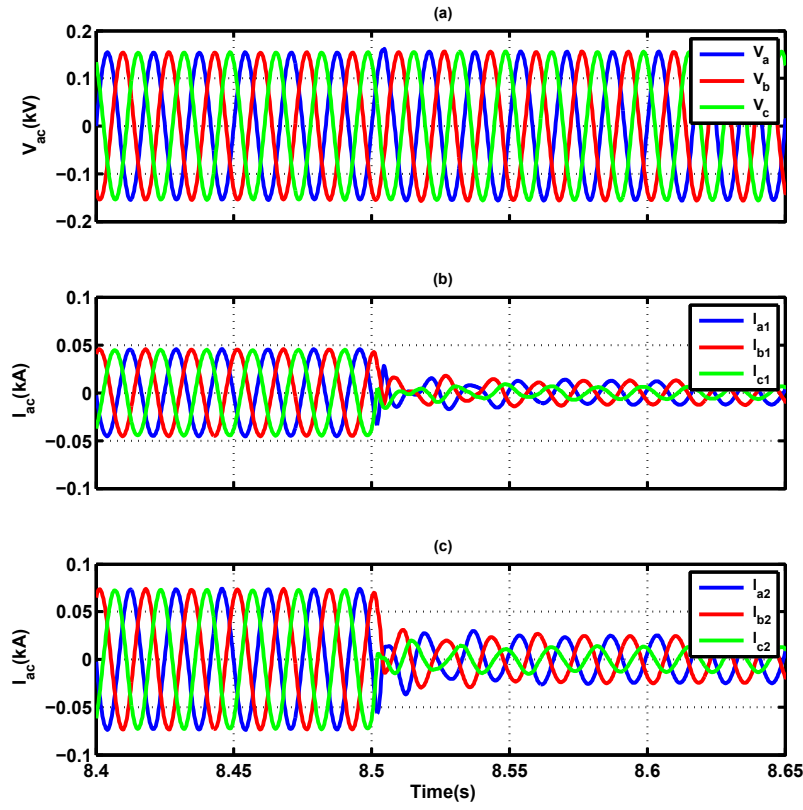 (a)
0.2
0.1
0
−0.1
−0.2
V_ac(kV)
V_a
V_b
V_c
(b)
0.1
0.05
0
−0.05
−0.1
I_ac(kA)
I_a1
I_b1
I_c1
(c)
0.1
0.05
0
−0.05
−0.1
I_ac(kA)
I_a2
I_b2
I_c2
8.4
8.45
8.5
8.55
8.6
8.65
Time(s)